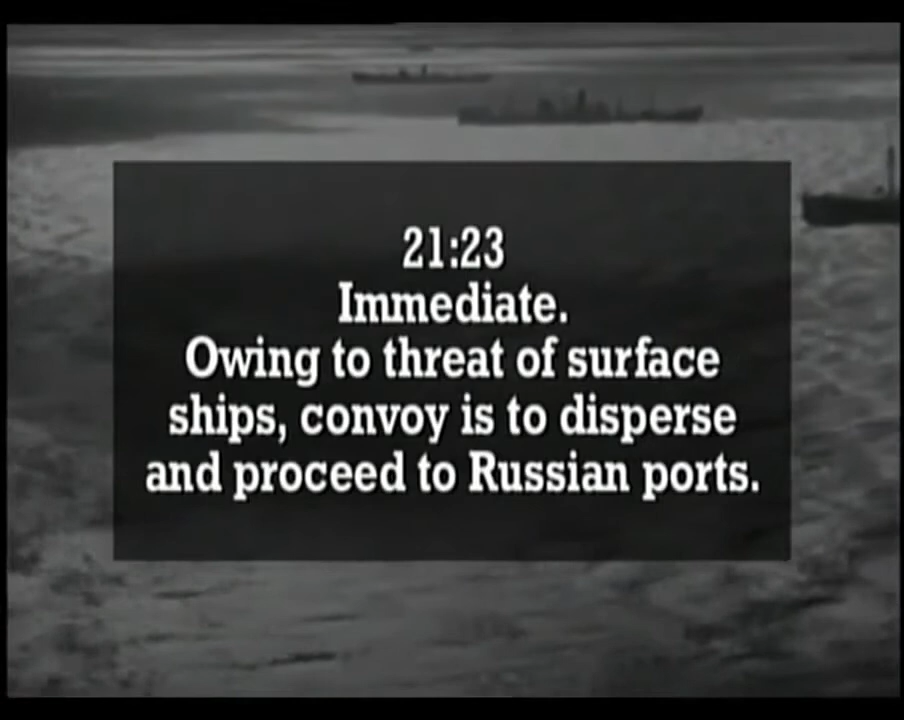 21:23
Immediate.
Owing to threat of surface
ships, convoy is to disperse
and proceed to Russian ports.